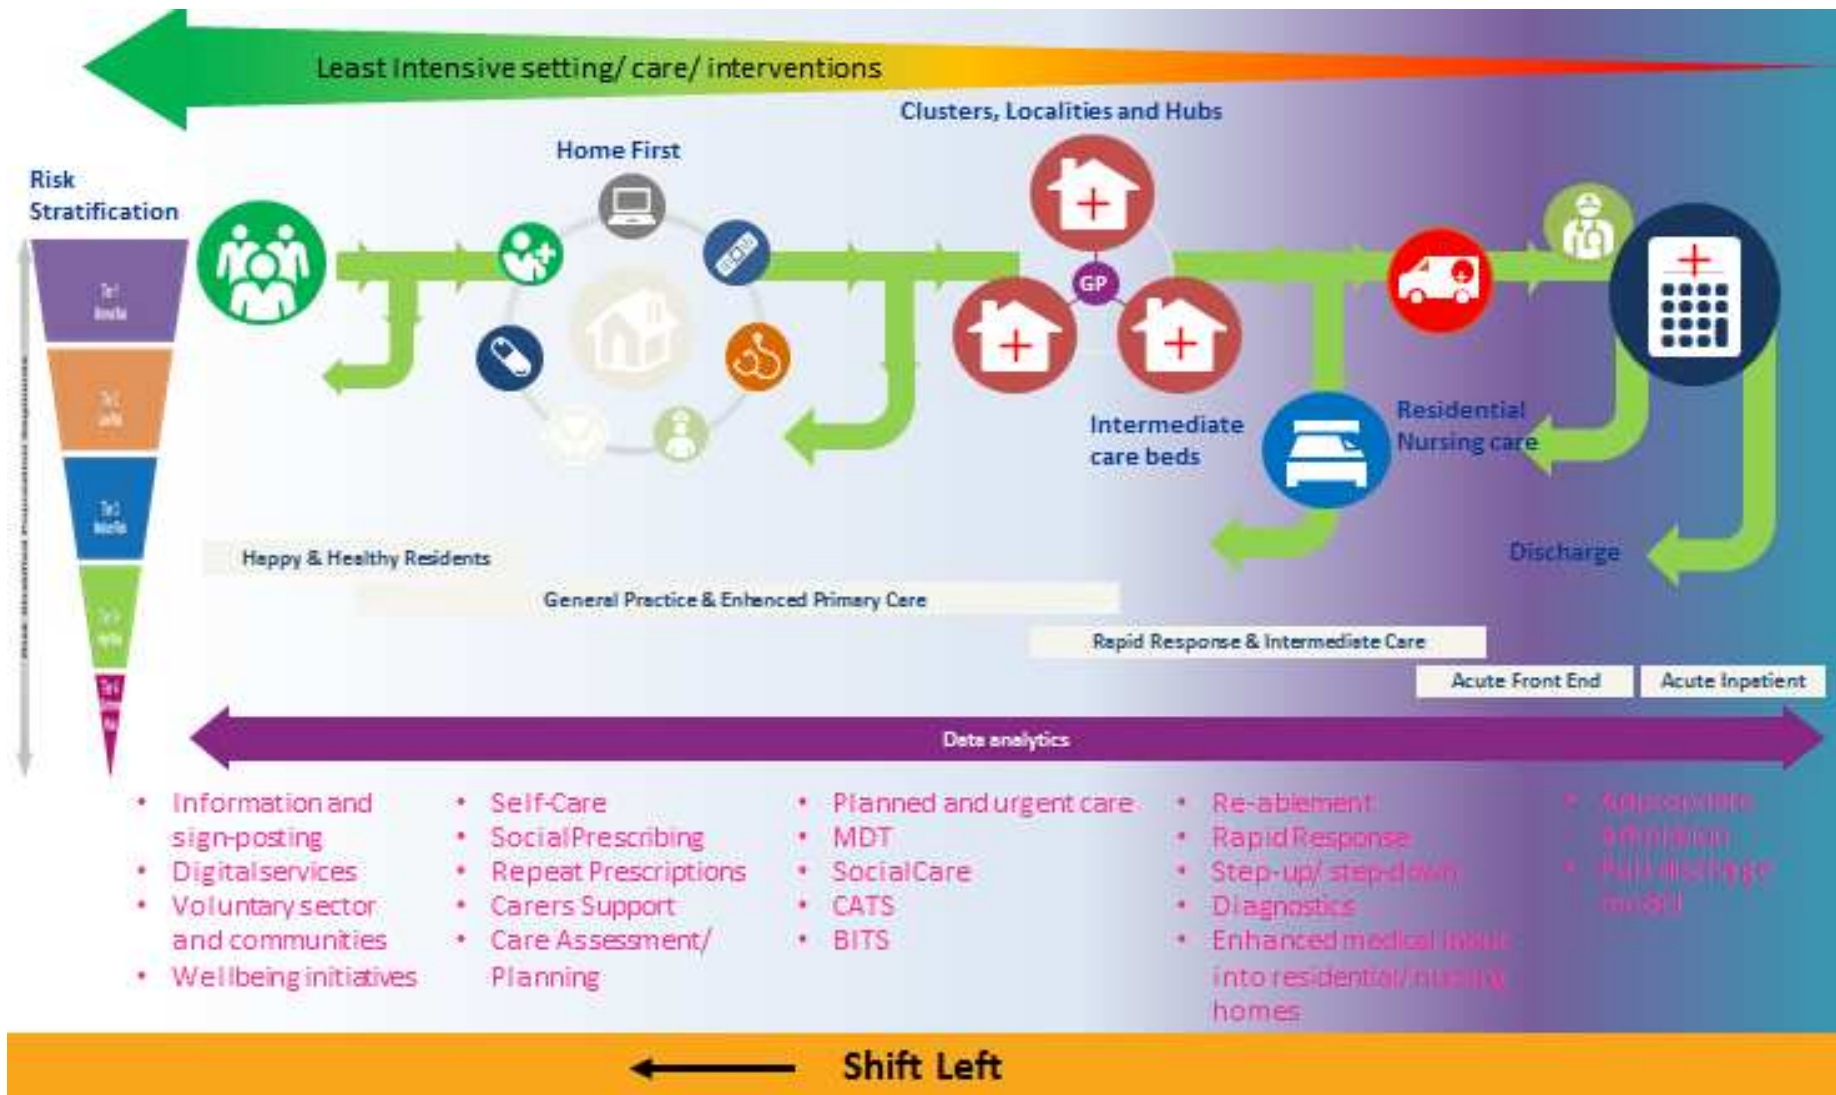 Least Intensive setting/ care/ interventions
Clusters, Localities and Hubs
Home First
Risk
Stratification
GP
Intermediate
care beds
Residential
Nursing care
Discharge
Happy & Healthy Residents
General Practice & Enhanced Primary Care
Rapid Response & Intermediate Care
Acute Front End
Acute Inpatient
Data analytics
• Information and
sign-posting
• Digital services
• Voluntary sector
and communities
• Wellbeing initiatives
• Self-Care
• Social Prescribing
• Repeat Prescriptions
• Carers Support
• Care Assessment/
Planning
• Planned and urgent care
• MDT
• Social Care
• CATS
• BITS
• Re-ablement
• Rapid Response
• Step-up/ step-down
• Diagnostics
• Enhanced medical input
into residential/ nursing
homes
• Appropriate
• Pull discharge
model
Shift Left